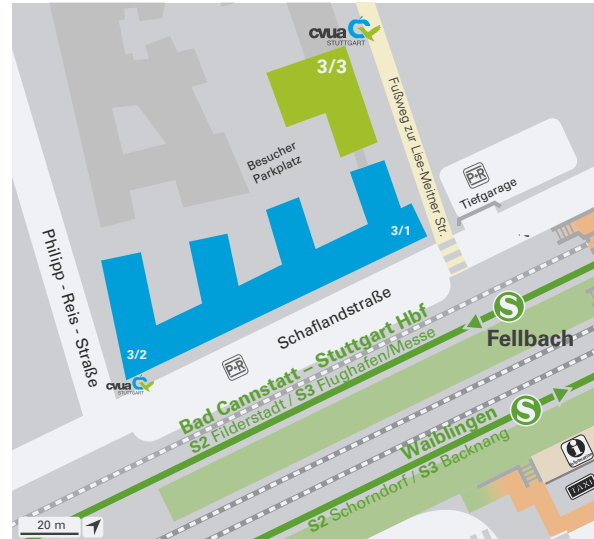 cvua
STUTTGART
3/3
Fußweg zur Lise-Meitner Str.
Besucher
Parkplatz
P+R
Tiefgarage
3/1
Philipp - Reis - Straße
Schaflandstraße
3/2
cvua
STUTTGART
P+R
S
Fellbach
Bad Cannstatt – Stuttgart Hbf
S2 Filderstadt / S3 Flughafen/Messe
S
Waiblingen
S2 Schorndorf / S3 Backnang
i
TAXI
20 m